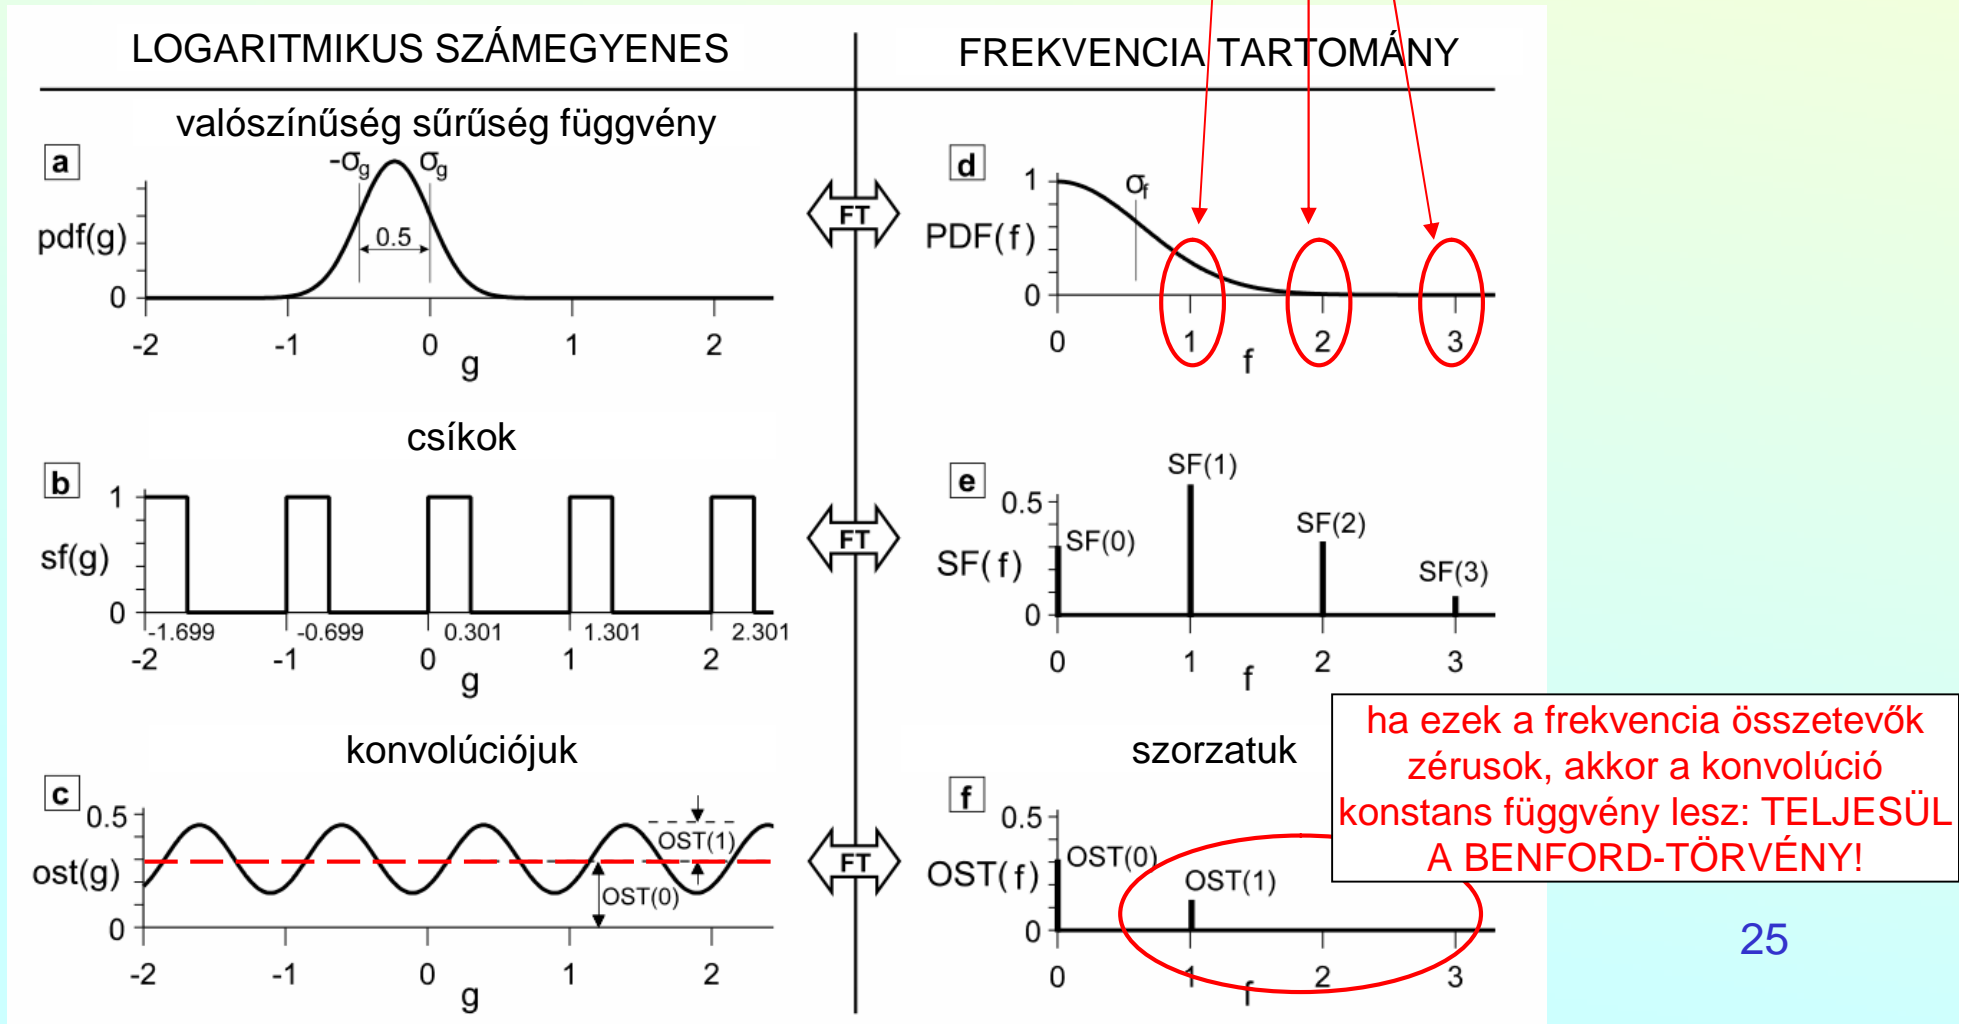 LOGARITMIKUS SZÁMEGYENES
FREKVENCIA TARTOMÁNY
valószínűség sűrűség függvény
a
-σg σg
0.5
pdf(g)
0
-2 -1 0 1 2
g
FT
d
1
σf
PDF(f)
0
0 1 2 3
f
csíkok
b
1
sf(g)
0
-1.699 -0.699 0.301 1.301 2.301
-2 -1 0 1 2
g
FT
e
0.5
SF(0) SF(1) SF(2) SF(3)
SF(f)
0
0 1 2 3
f
konvolúciójuk
c
0.5
ost(g)
OST(1)
OST(0)
0
-2 -1 0 1 2
g
FT
szorzatuk
f
0.5
OST(f)
OST(0)
OST(1)
0
0 1 2 3
f
ha ezek a frekvencia összetevők
zérusok, akkor a konvolúció
konstans függvény lesz: TELJESÜL
A BENFORD-TÖRVÉNY!
25